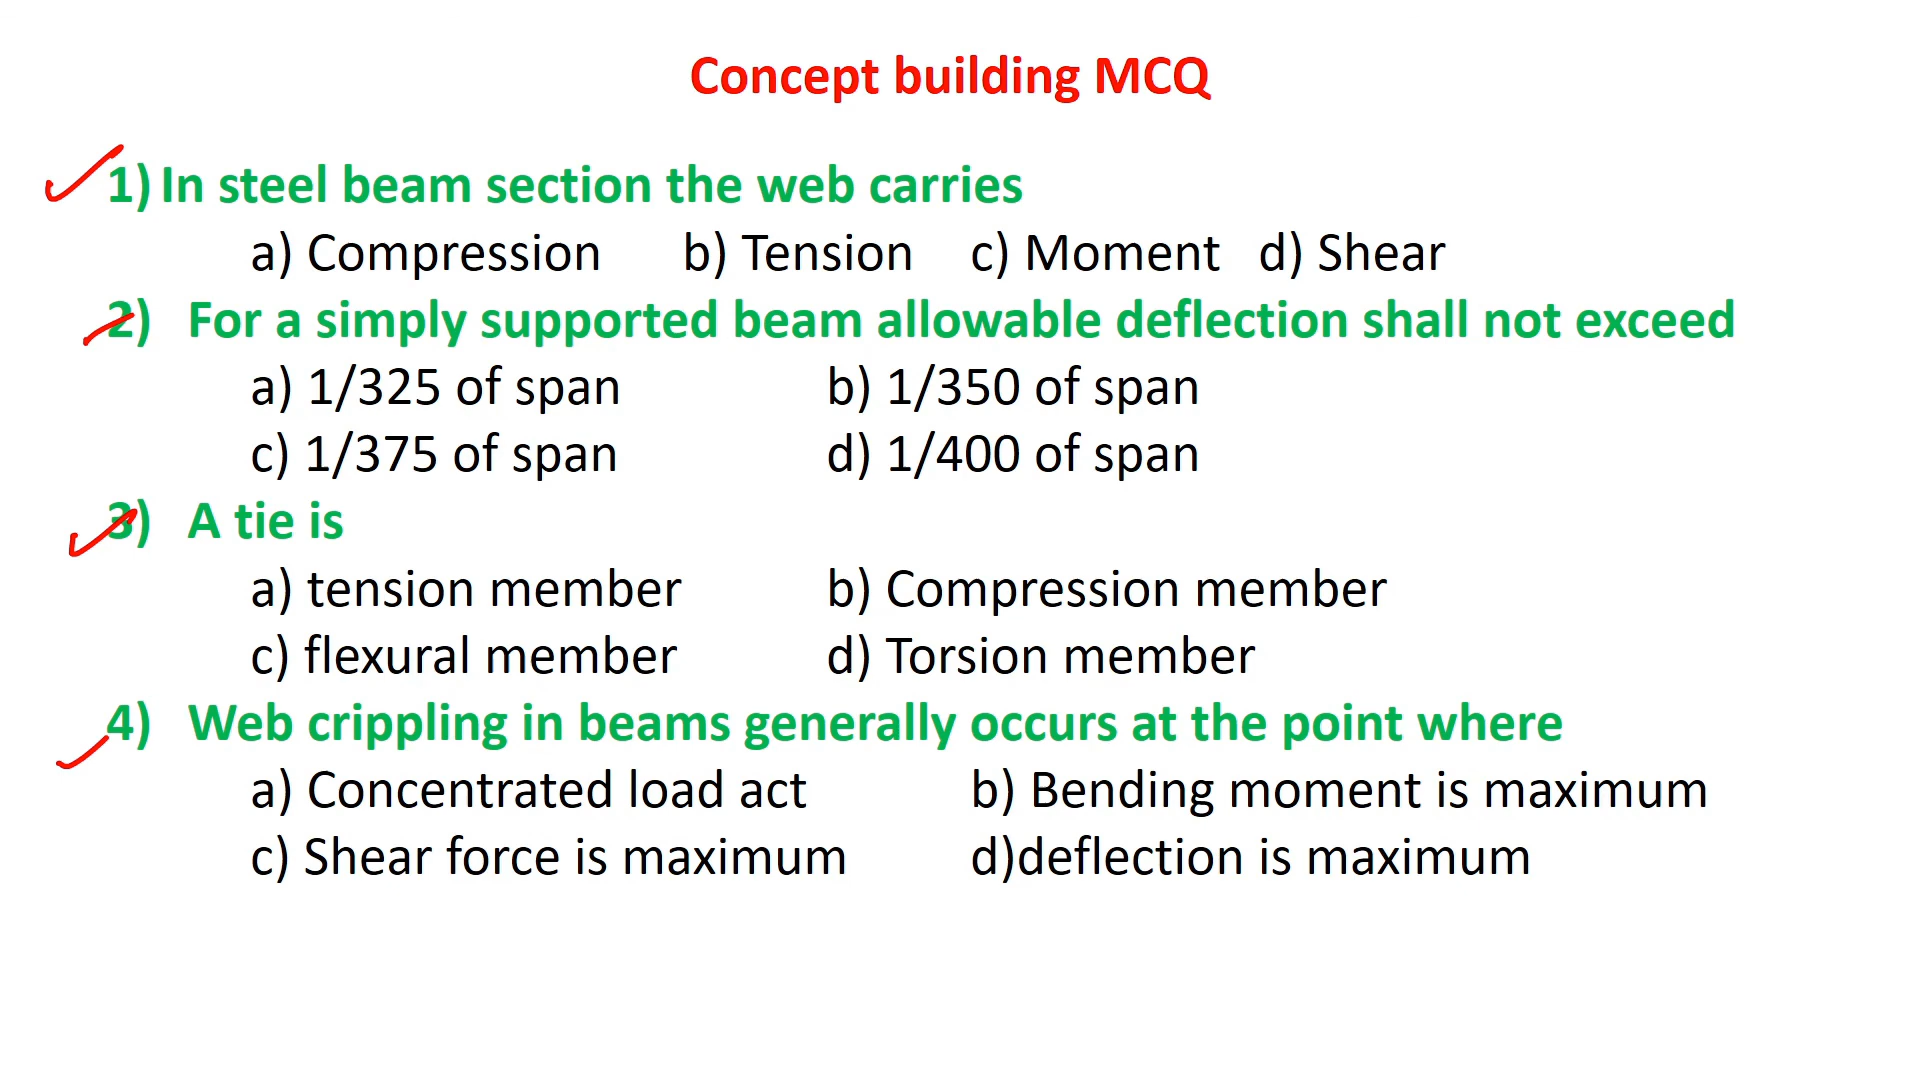 Concept building MCQ
1) In steel beam section the web carries
a) Compression b) Tension c) Moment d) Shear
2) For a simply supported beam allowable deflection shall not exceed
a) 1/325 of span b) 1/350 of span
c) 1/375 of span d) 1/400 of span
3) A tie is
a) tension member b) Compression member
c) flexural member d) Torsion member
4) Web crippling in beams generally occurs at the point where
a) Concentrated load act b) Bending moment is maximum
c) Shear force is maximum d)deflection is maximum